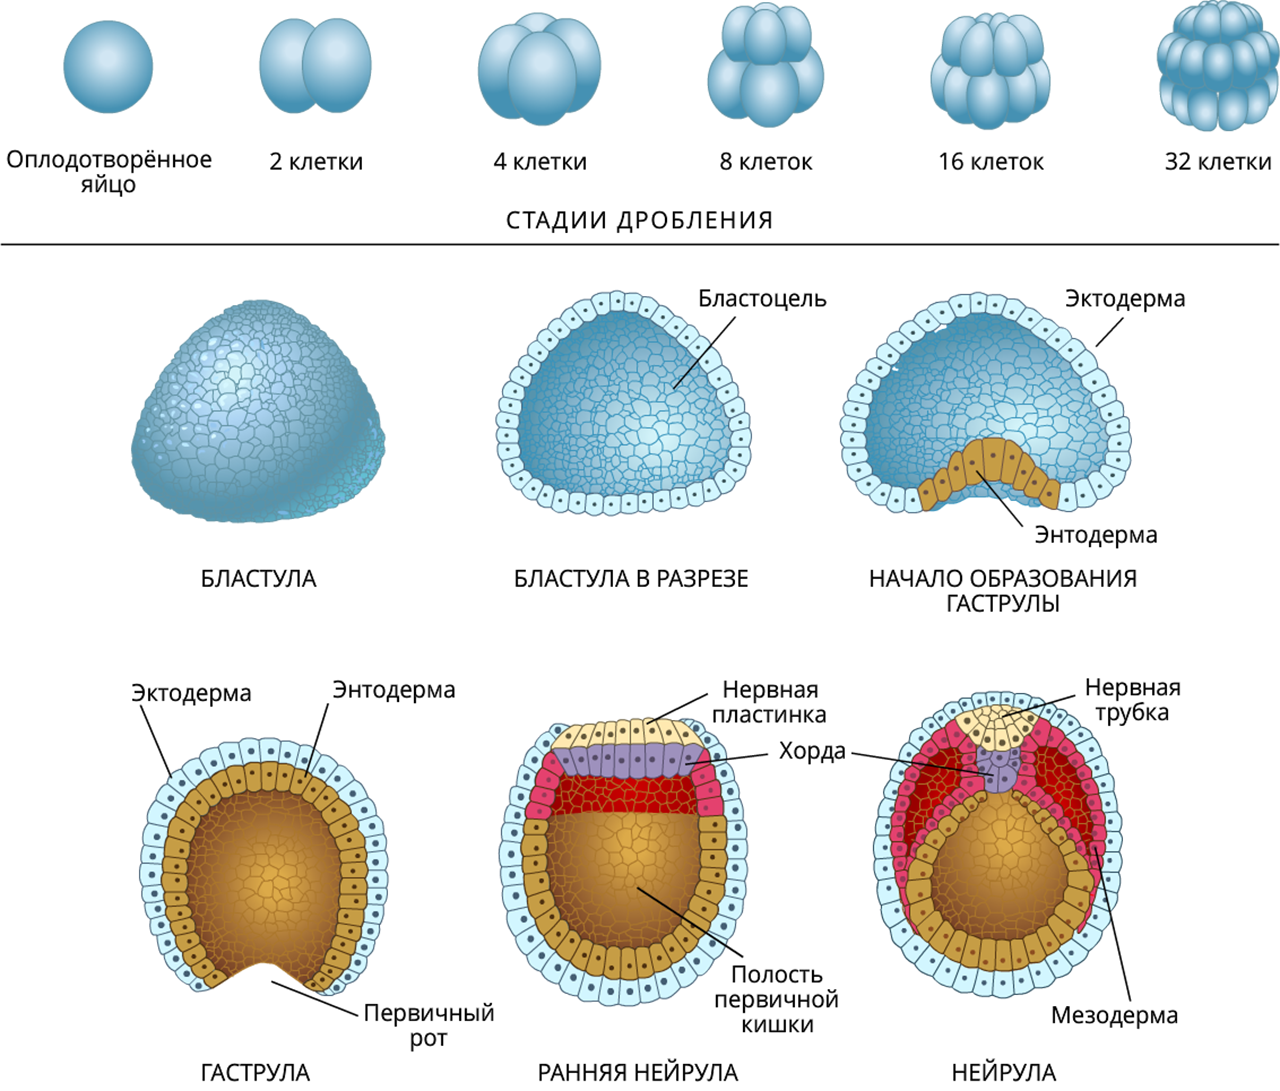 Оплодотворённое
яйцо
2 клетки
4 клетки
8 клеток
16 клеток
32 клетки
СТАДИИ ДРОБЛЕНИЯ
Бластоцель
Эктодерма
Энтодерма
БЛАСТУЛА
БЛАСТУЛА В РАЗРЕЗЕ
НАЧАЛО ОБРАЗОВАНИЯ
ГАСТРУЛЫ
Эктодерма
Энтодерма
Нервная
пластинка
Хорда
Нервная
трубка
Первичный
рот
Полость
первичной
кишки
Мезодерма
ГАСТРУЛА
РАННЯЯ НЕЙРУЛА
НЕЙРУЛА